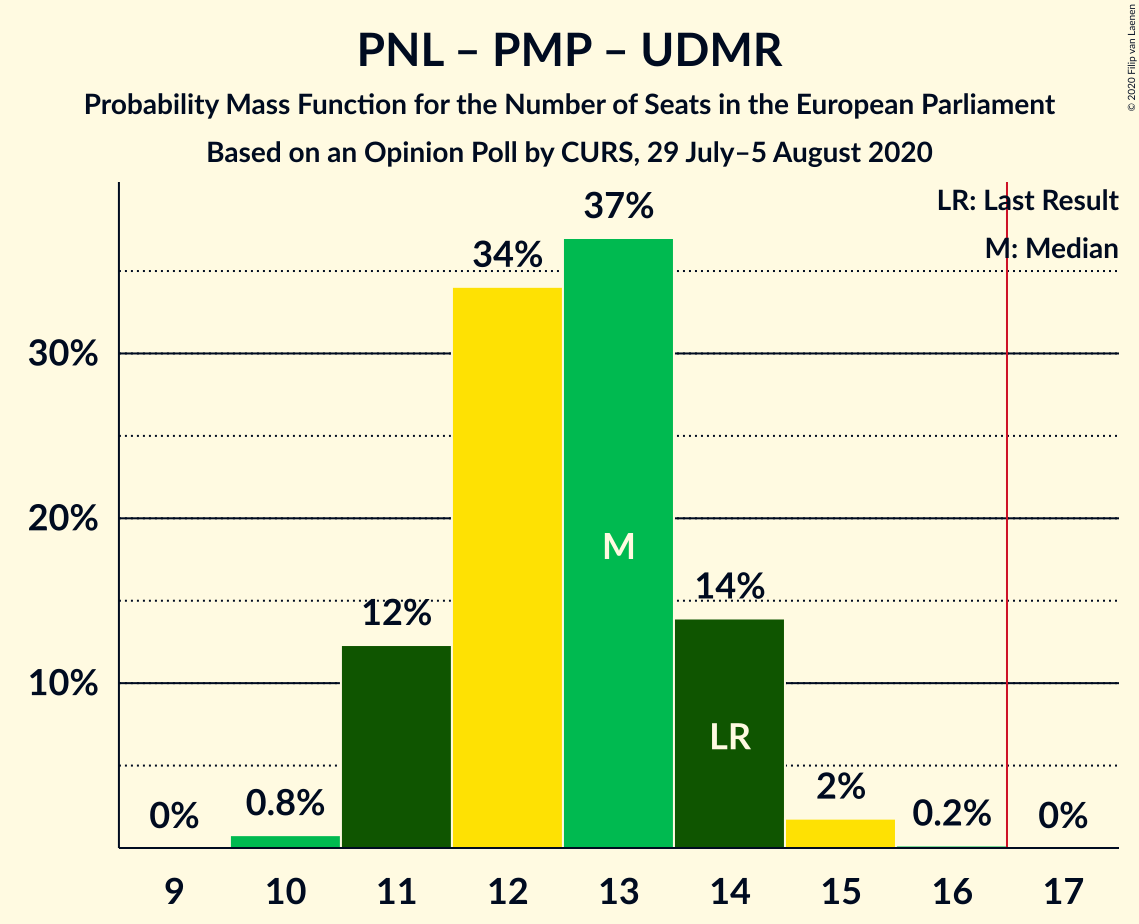 PNL – PMP – UDMR
Probability Mass Function for the Number of Seats in the European Parliament
Based on an Opinion Poll by CURS, 29 July–5 August 2020
© 2020 Filip van Laenen
LR: Last Result
M: Median
37%
34%
30%
20%
M
14%
12%
10%
LR
2%
0.8%
0%
0.2%
0%
9 10 11 12 13 14 15 16 17